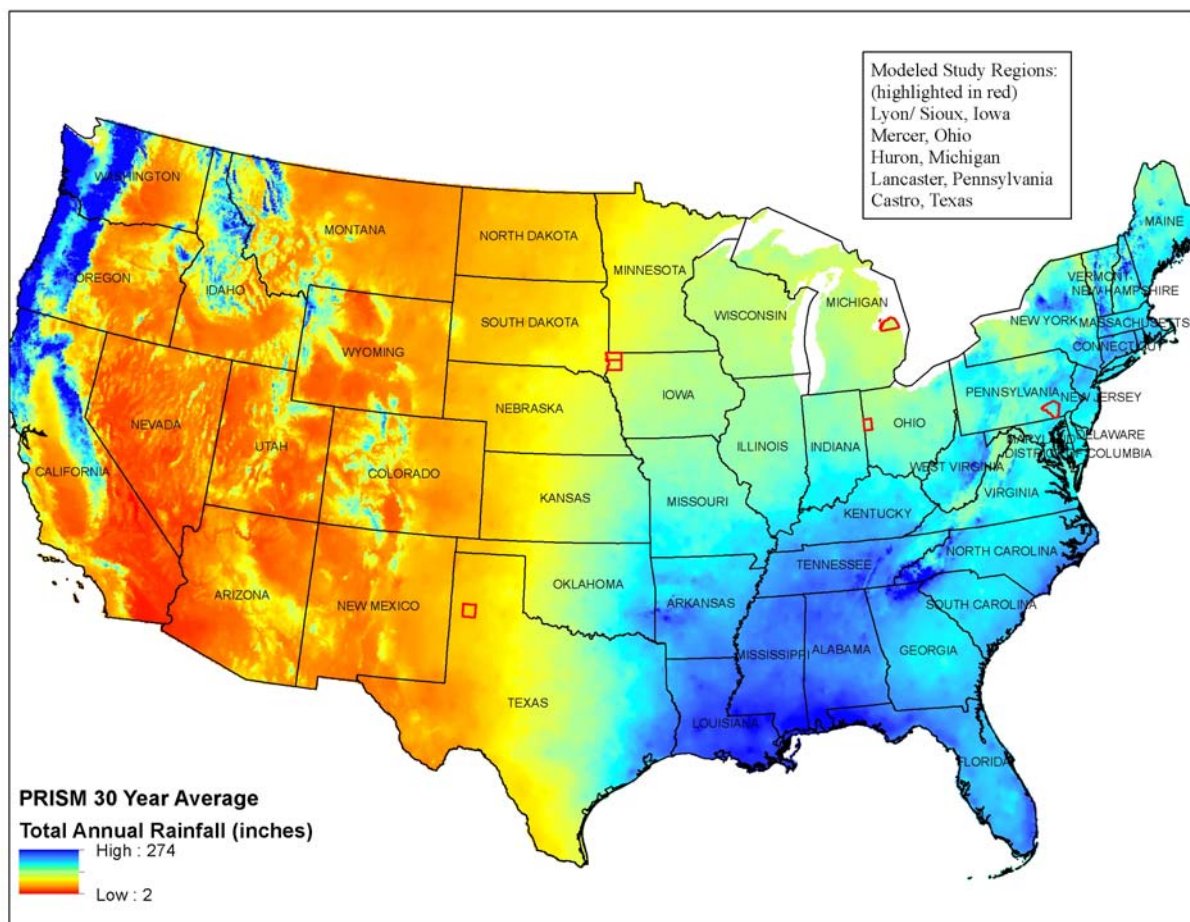 Modeled Study Regions:
(highlighted in red)
Lyon/ Sioux, Iowa
Mercer, Ohio
Huron, Michigan
Lancaster, Pennsylvania
Castro, Texas
WASHINGTON
MONTANA
NORTH DAKOTA
MINNESOTA
MAINE
OREGON
IDAHO
SOUTH DAKOTA
WISCONSIN
MICHIGAN
VERMONT
NEW HAMPSHIRE
NEW YORK
MASSACHUSETTS
CONNECTICUT
WYOMING
NEBRASKA
IOWA
PENNSYLVANIA
NEW JERSEY
NEVADA
UTAH
COLORADO
ILLINOIS
INDIANA
OHIO
MARYLAND
DELAWARE
DISTRICT OF COLUMBIA
CALIFORNIA
KANSAS
MISSOURI
WEST VIRGINIA
VIRGINIA
KENTUCKY
ARIZONA
NEW MEXICO
OKLAHOMA
ARKANSAS
TENNESSEE
NORTH CAROLINA
SOUTH CAROLINA
TEXAS
LOUISIANA
MISSISSIPPI
ALABAMA
GEORGIA
FLORIDA
PRISM 30 Year Average
Total Annual Rainfall (inches)
High : 274
Low : 2